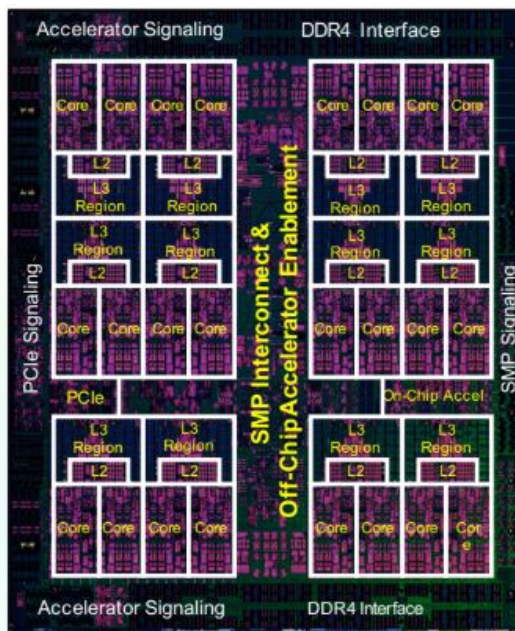 Accelerator Signaling
DDR4 Interface
Core Core Core Core
Core Core Core Core
L2 L2
L2 L2
L3 Region L3 Region
L3 Region L3 Region
L3 Region L3 Region
L3 Region L3 Region
L2 L2
L2 L2
Core Core Core Core
Core Core Core Core
PCIe Signaling
SMP Interconnect &
Off-Chip Accelerator Enablement
SMP Signaling
PCIe
On-Chip Accel
L3 Region L3 Region
L3 Region L3 Region
L2 L2
L2 L2
Core Core Core Core
Core Core Core Cor
e
Accelerator Signaling
DDR4 Interface